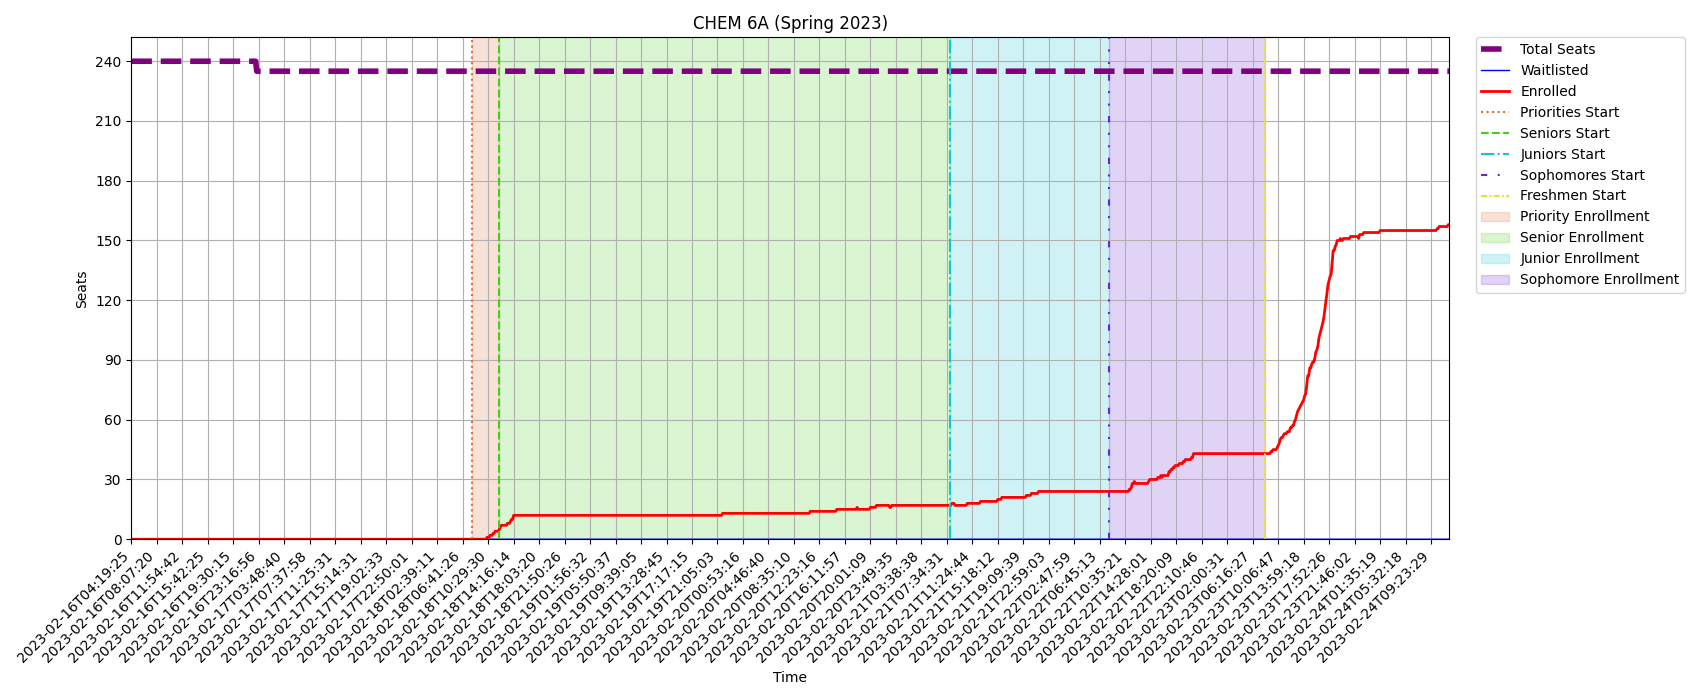 CHEM 6A (Spring 2023)
Seats
240
210
180
150
120
90
60
30
0
2023-02-16T04:19:25
2023-02-16T08:07:20
2023-02-16T11:54:42
2023-02-16T15:42:25
2023-02-16T19:30:15
2023-02-16T23:16:56
2023-02-17T03:48:40
2023-02-17T07:37:58
2023-02-17T11:25:31
2023-02-17T15:14:31
2023-02-17T19:02:33
2023-02-17T22:50:01
2023-02-18T02:39:11
2023-02-18T06:41:26
2023-02-18T10:29:30
2023-02-18T14:16:14
2023-02-18T18:03:20
2023-02-18T21:50:26
2023-02-19T01:56:32
2023-02-19T05:50:37
2023-02-19T09:39:05
2023-02-19T13:28:45
2023-02-19T17:17:15
2023-02-19T21:05:03
2023-02-20T00:53:16
2023-02-20T04:46:40
2023-02-20T08:35:10
2023-02-20T12:23:16
2023-02-20T16:11:57
2023-02-20T20:01:09
2023-02-20T23:49:35
2023-02-21T03:38:38
2023-02-21T07:34:31
2023-02-21T11:24:44
2023-02-21T15:18:12
2023-02-21T19:09:39
2023-02-21T22:59:03
2023-02-22T02:47:59
2023-02-22T06:45:13
2023-02-22T10:35:21
2023-02-22T14:28:01
2023-02-22T18:20:09
2023-02-22T22:10:46
2023-02-23T02:00:31
2023-02-23T06:16:27
2023-02-23T10:06:47
2023-02-23T13:59:18
2023-02-23T17:52:26
2023-02-23T21:46:02
2023-02-24T01:35:19
2023-02-24T05:32:18
2023-02-24T09:23:29
Time
Total Seats
Waitlisted
Enrolled
Priorities Start
Seniors Start
Juniors Start
Sophomores Start
Freshmen Start
Priority Enrollment
Senior Enrollment
Junior Enrollment
Sophomore Enrollment